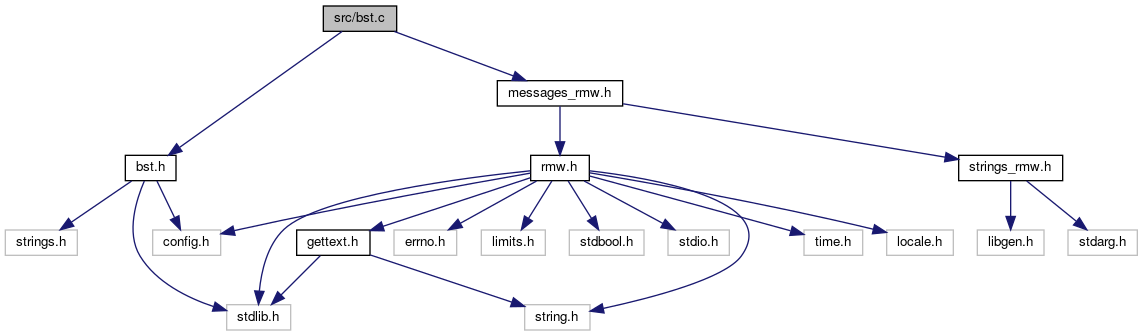 src/bst.c
messages_rmw.h
bst.h
rmw.h
strings_rmw.h
strings.h
config.h
gettext.h
errno.h
limits.h
stdbool.h
stdio.h
time.h
locale.h
libgen.h
stdarg.h
stdlib.h
string.h